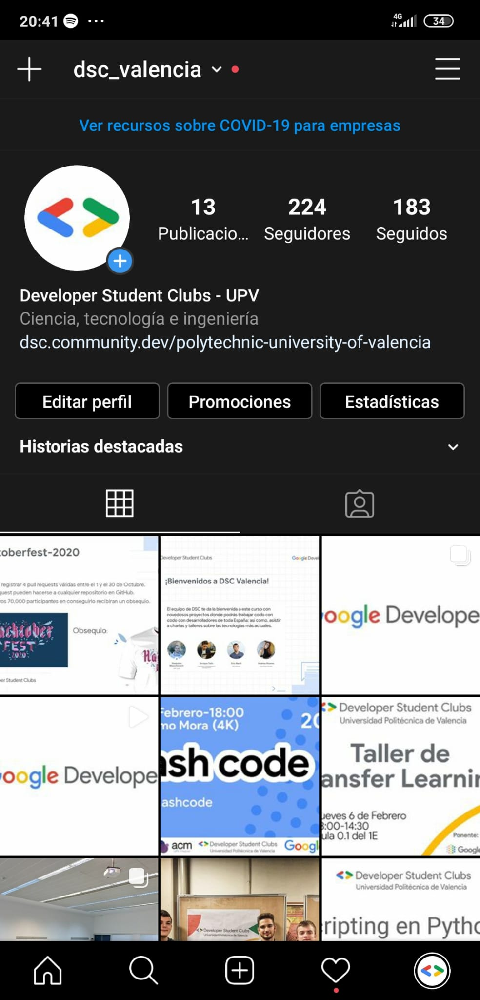 20:41
4G
34
dsc_valencia
Ver recursos sobre COVID-19 para empresas
13
224
183
Publicacio...
Seguidores
Seguidos
Developer Student Clubs - UPV
Ciencia, tecnología e ingeniería
dsc.community.dev/polytechnic-university-of-valencia
Editar perfil
Promociones
Estadísticas
Historias destacadas
toberfest-2020
registrar 4 pull requests válidas entre el 1 y el 30 de Octubre.
quest pueden hacerse a cualquier repositorio en GitHub.
ros 70,000 participantes en conseguirlo recibiran un obsequio.
acktober
FEST
2020
Obsequio:
Ha
er Student Clubs
Developer Student Clubs
Google Devel
¡Bienvenidos a DSC Valencia!
El equipo de DSC te da la bienvenida a este curso con
novedosos proyectos donde podrás trabajar codo con
codo con desarrolladores de toda España; asi como, asistir
a charlas y talleres sobre las tecnologías más actuales.
oogle Develope
oogle Develope
Febrero-18:00
mo Mora (4K)
20
ash code
ashcode
acm
Developer Student Clubs
Universidad Politécnica de Valencia
Googl
Developer Student Clubs
Universidad Politécnica de Valencia
Taller de
ansfer Learnin
ueves 6 de Febrero
3:00-14:30
ula 0.1 del 1E
Ponente:
Google
Developer Student Clubs
Universidad Politécnica de Valencia
Developer Student Clubs
Universidad Politécnica de Valencia
ripting en Pytho